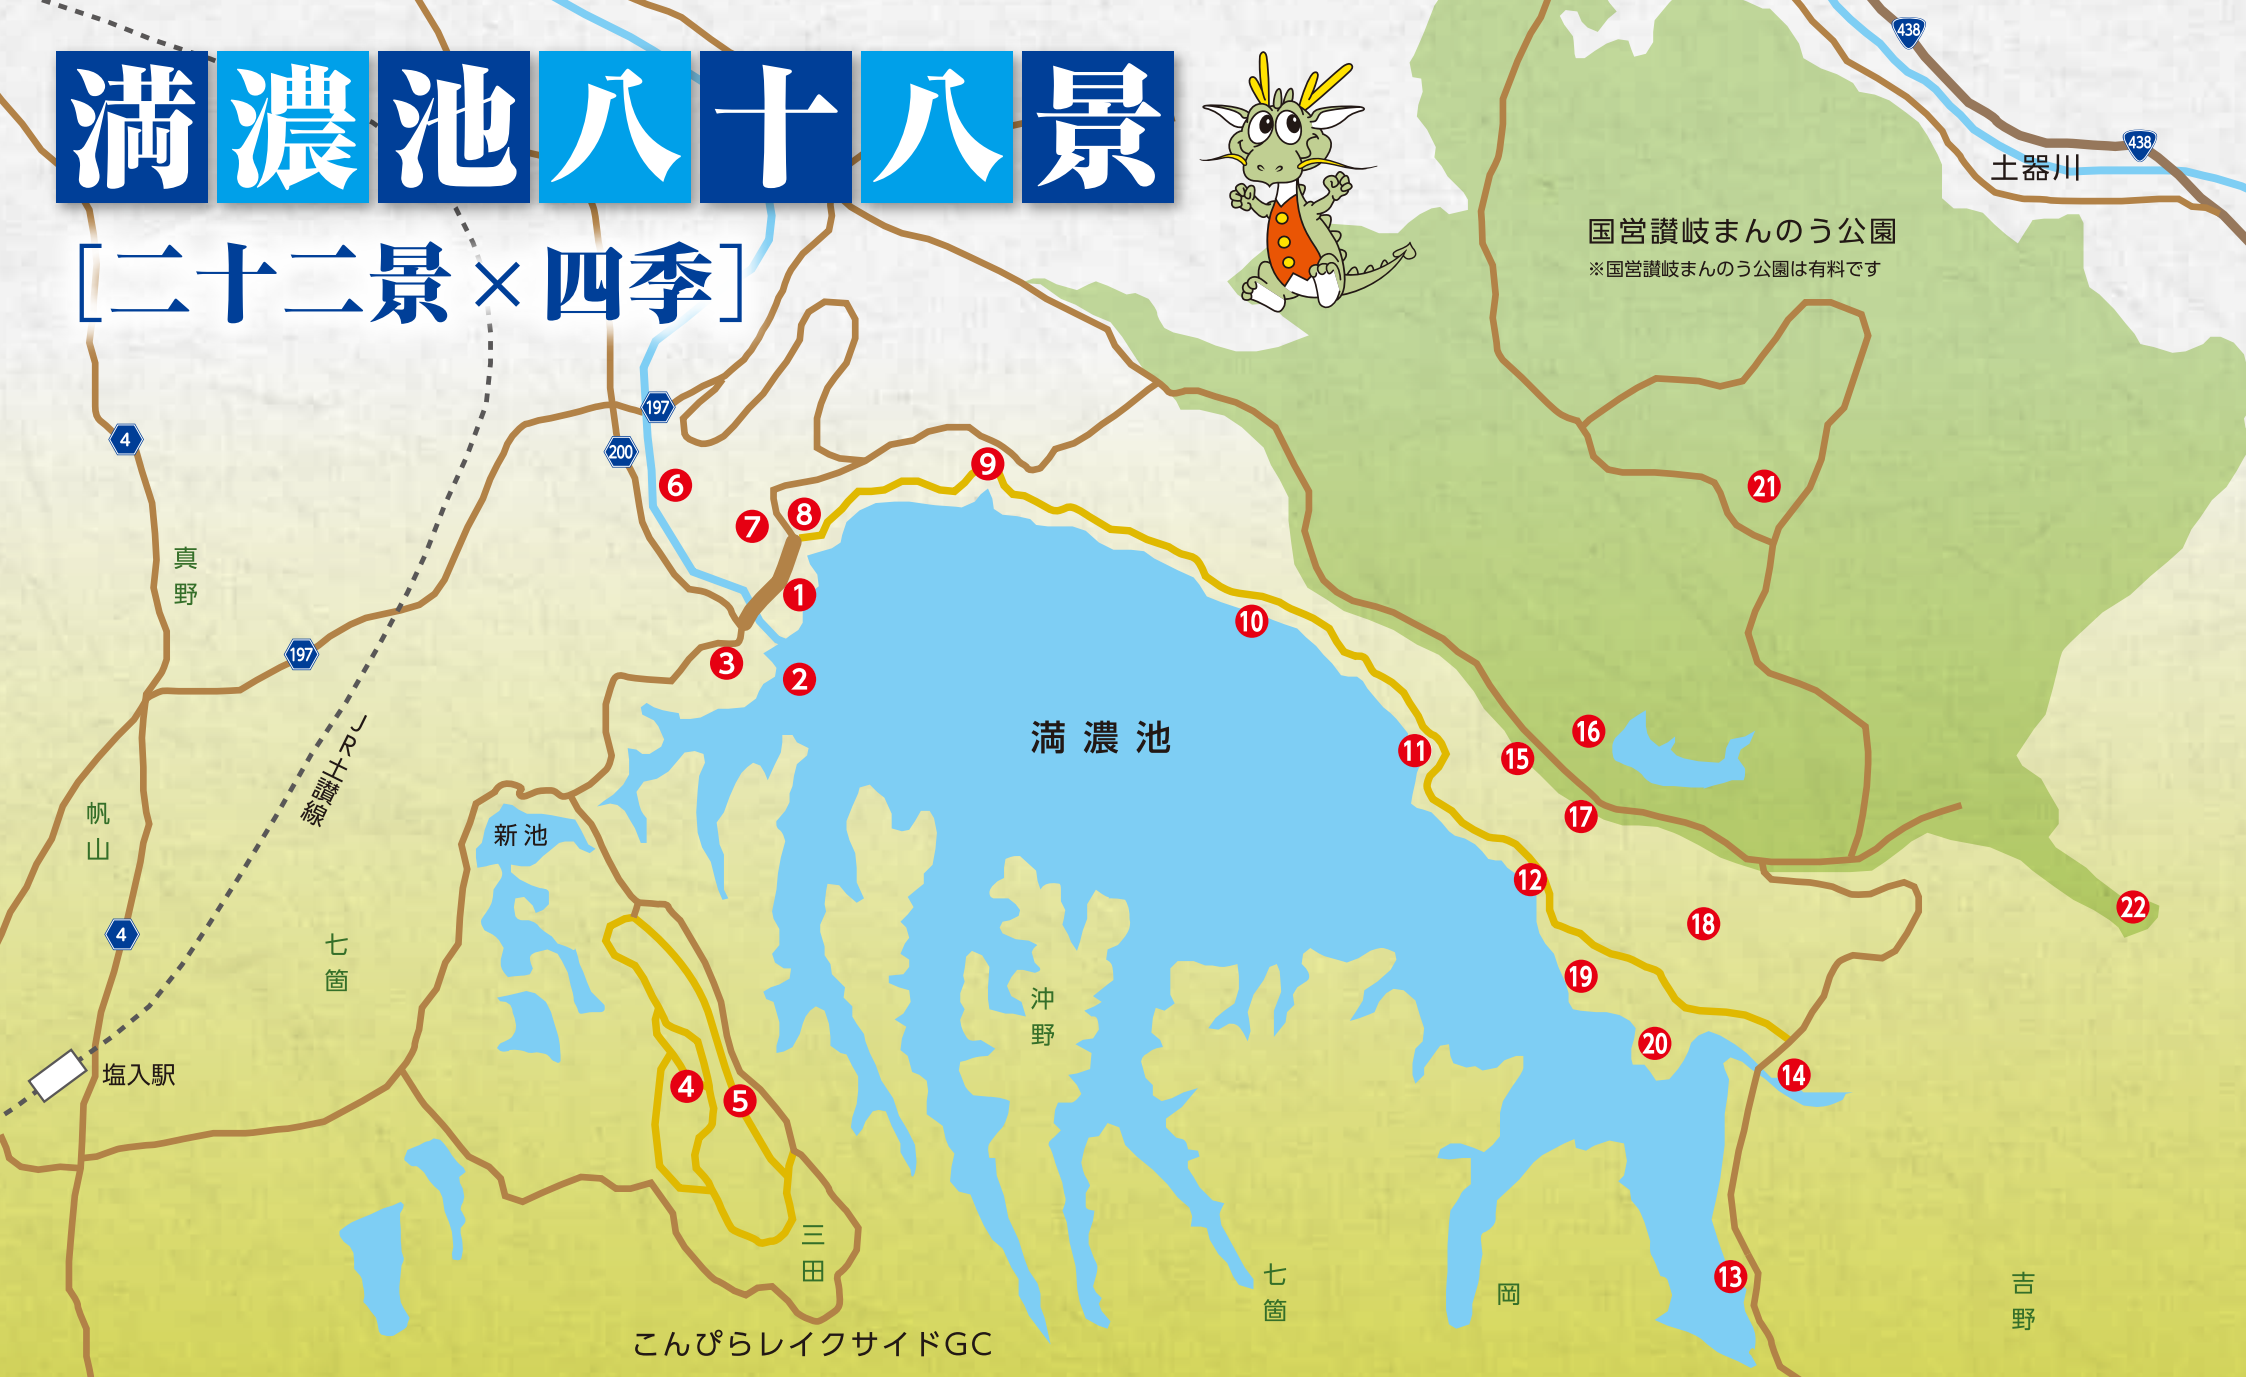 満濃池八十八景
[二十二景×四季]
438
438
土器川
国営讃岐まんのう公園
※国営讃岐まんのう公園は有料です
4
197
200
6
9
21
7
8
真野
1
10
197
3
2
JR土讃線
満濃池
11
15
16
17
帆山
新池
12
22
18
4
七箇
19
沖野
20
14
塩入駅
4
5
三田
七箇
岡
13
吉野
こんぴらレイクサイドGC